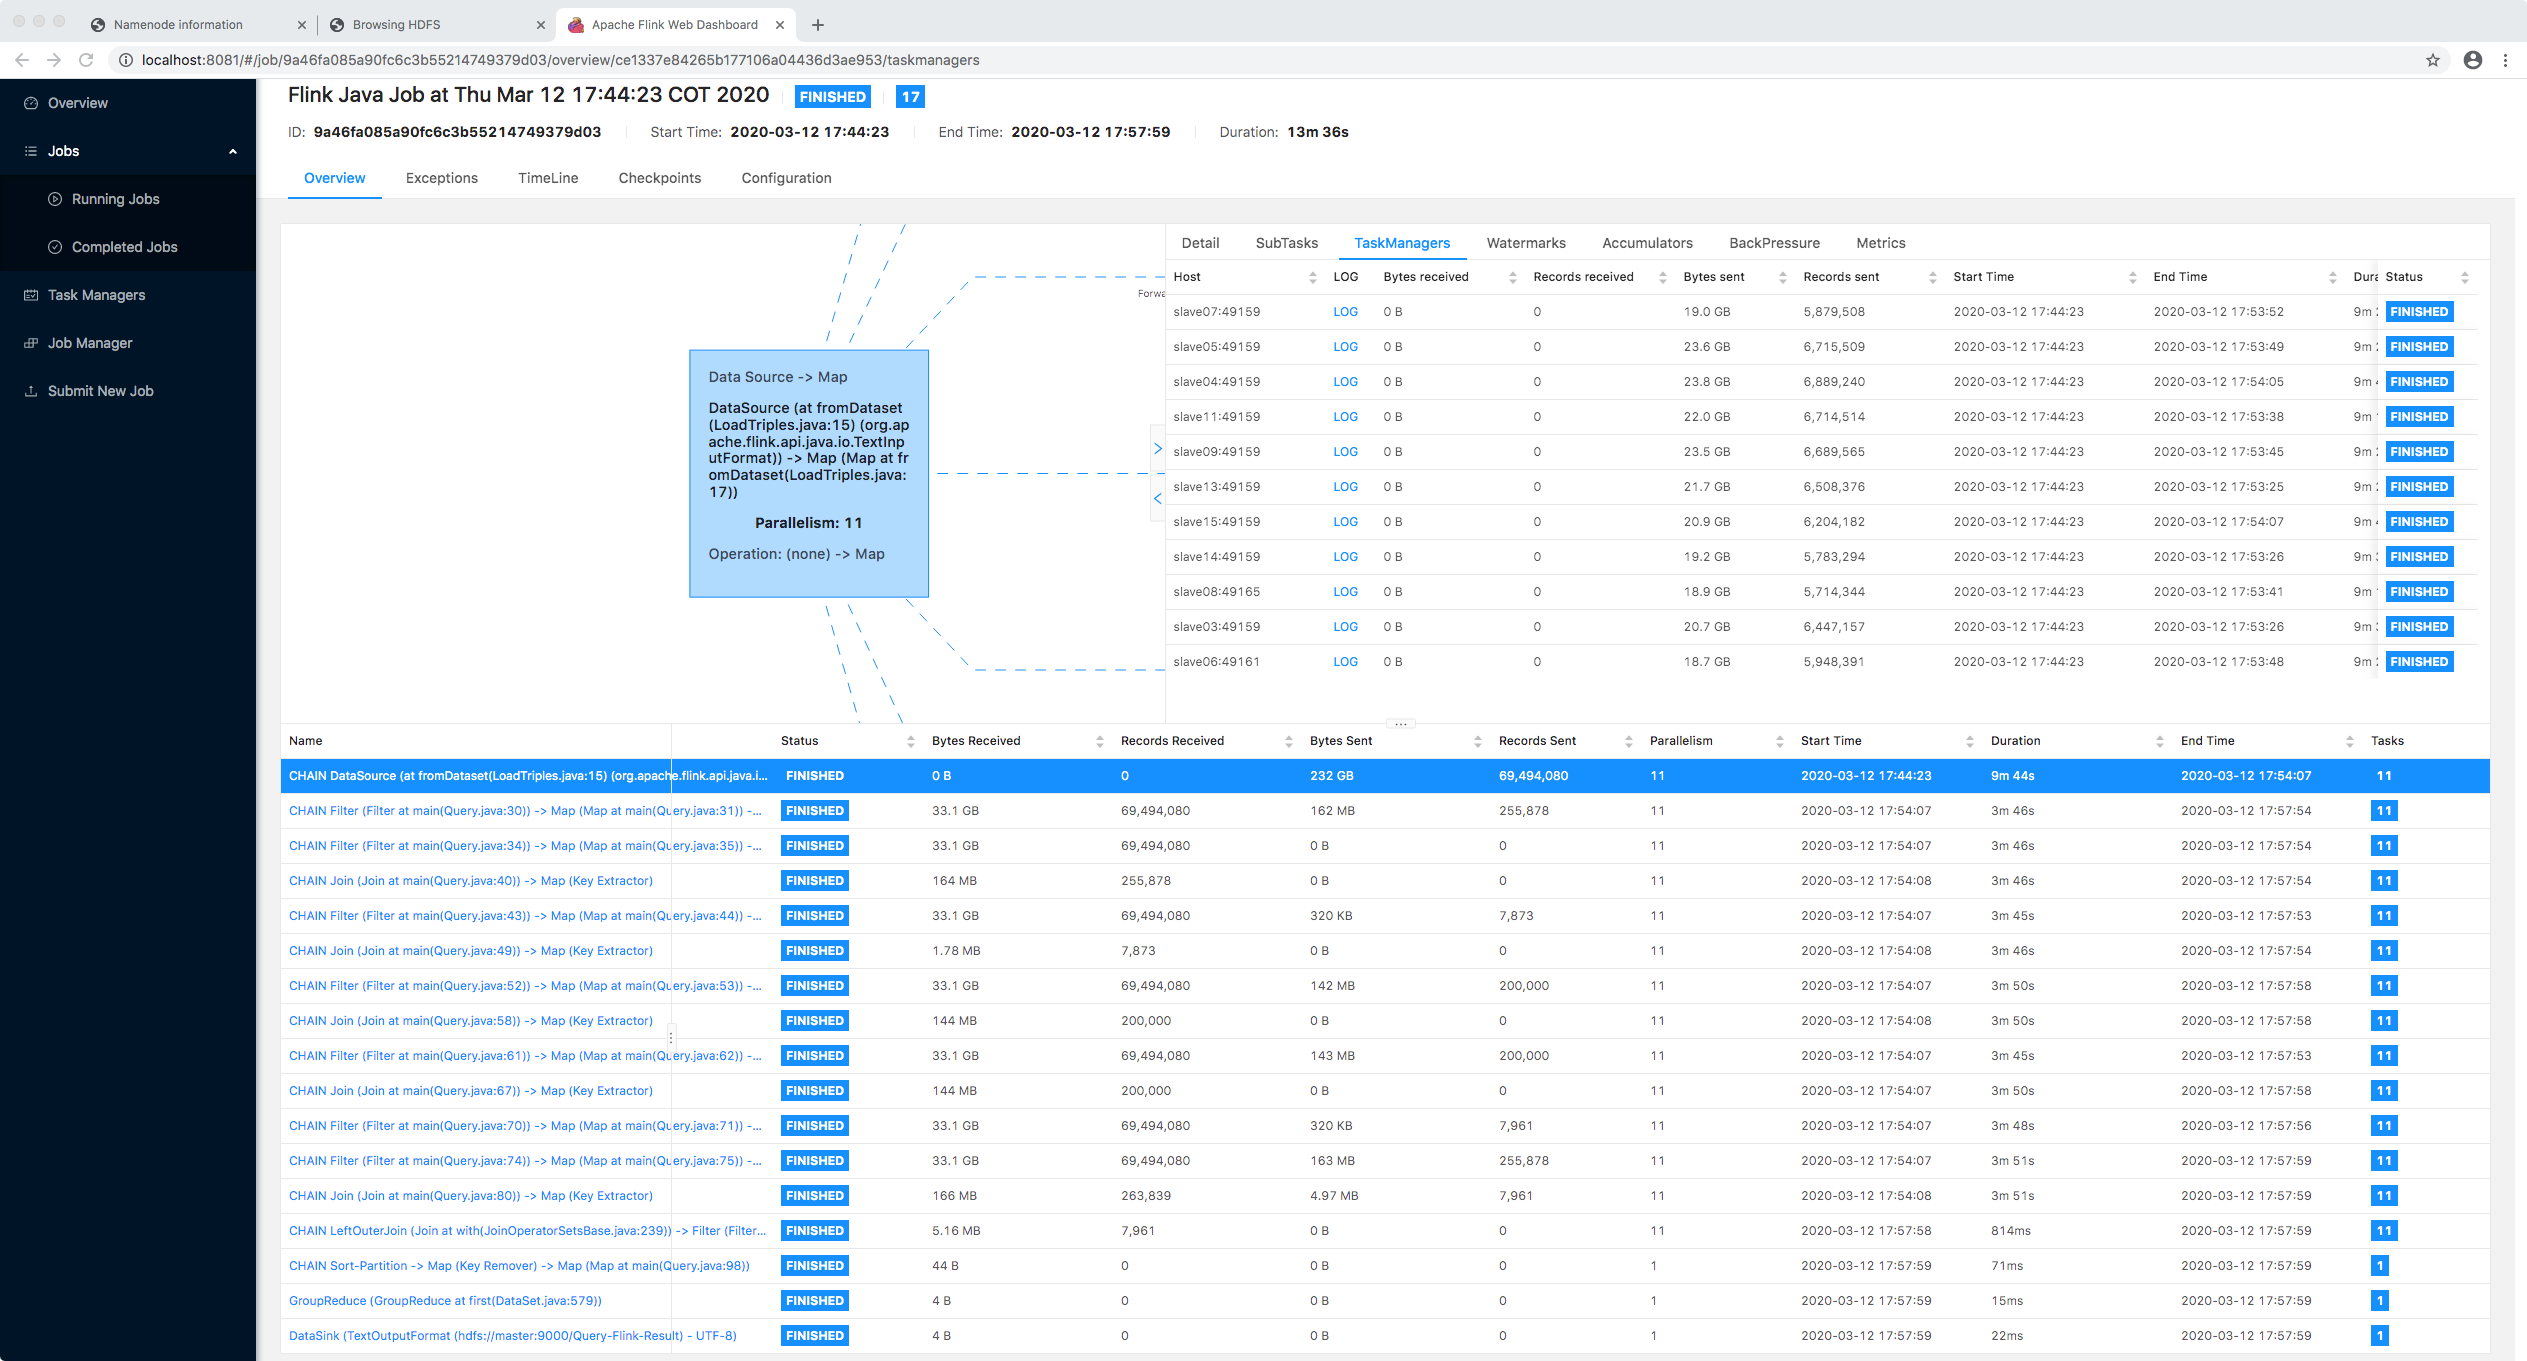 Namenode information
Browsing HDFS
Apache Flink Web Dashboard
localhost:8081/#/job/9a46fa085a90fc6c3b55214749379d03/overview/ce1337e84265b177106a04436d3ae953/taskmanagers
Overview
Jobs
Running Jobs
Completed Jobs
Task Managers
Job Manager
Submit New Job
Flink Java Job at Thu Mar 12 17:44:23 COT 2020 FINISHED 17
ID: 9a46fa085a90fc6c3b55214749379d03 Start Time: 2020-03-12 17:44:23 End Time: 2020-03-12 17:57:59 Duration: 13m 36s
Overview Exceptions TimeLine Checkpoints Configuration
Forwa
Data Source -> Map
DataSource (at fromDataset
(LoadTriples.java:15) (org.ap
ache.flink.api.java.io.TextInp
utFormat)) -> Map (Map at fr
omDataset(LoadTriples.java:
17))
Parallelism: 11
Operation: (none) -> Map
Detail SubTasks TaskManagers Watermarks Accumulators BackPressure Metrics
Host LOG Bytes received Records received Bytes sent Records sent Start Time End Time Dura Status
slave07:49159 LOG 0 B 0 19.0 GB 5,879,508 2020-03-12 17:44:23 2020-03-12 17:53:52 9m FINISHED
slave05:49159 LOG 0 B 0 23.6 GB 6,715,509 2020-03-12 17:44:23 2020-03-12 17:53:49 9m FINISHED
slave04:49159 LOG 0 B 0 23.8 GB 6,889,240 2020-03-12 17:44:23 2020-03-12 17:54:05 9m FINISHED
slave11:49159 LOG 0 B 0 22.0 GB 6,714,514 2020-03-12 17:44:23 2020-03-12 17:53:38 9m FINISHED
slave09:49159 LOG 0 B 0 23.5 GB 6,689,565 2020-03-12 17:44:23 2020-03-12 17:53:45 9m FINISHED
slave13:49159 LOG 0 B 0 21.7 GB 6,508,376 2020-03-12 17:44:23 2020-03-12 17:53:25 9m FINISHED
slave15:49159 LOG 0 B 0 20.9 GB 6,204,182 2020-03-12 17:44:23 2020-03-12 17:54:07 9m FINISHED
slave14:49159 LOG 0 B 0 19.2 GB 5,783,294 2020-03-12 17:44:23 2020-03-12 17:53:26 9m FINISHED
slave08:49165 LOG 0 B 0 18.9 GB 5,714,344 2020-03-12 17:44:23 2020-03-12 17:53:41 9m FINISHED
slave03:49159 LOG 0 B 0 20.7 GB 6,447,157 2020-03-12 17:44:23 2020-03-12 17:53:26 9m FINISHED
slave06:49161 LOG 0 B 0 18.7 GB 5,948,391 2020-03-12 17:44:23 2020-03-12 17:53:48 9m FINISHED
Name Status Bytes Received Records Received Bytes Sent Records Sent Parallelism Start Time Duration End Time Tasks
CHAIN DataSource (at fromDataset(LoadTriples.java:15) (org.apache.flink.api.java.i... FINISHED 0 B 0 232 GB 69,494,080 11 2020-03-12 17:44:23 9m 44s 2020-03-12 17:54:07 11
CHAIN Filter (Filter at main(Query.java:30)) -> Map (Map at main(Query.java:31)) -... FINISHED 33.1 GB 69,494,080 162 MB 255,878 11 2020-03-12 17:54:07 3m 46s 2020-03-12 17:57:54 11
CHAIN Filter (Filter at main(Query.java:34)) -> Map (Map at main(Query.java:35)) -... FINISHED 33.1 GB 69,494,080 0 B 0 11 2020-03-12 17:54:07 3m 46s 2020-03-12 17:57:54 11
CHAIN Join (Join at main(Query.java:40)) -> Map (Key Extractor) FINISHED 164 MB 255,878 0 B 0 11 2020-03-12 17:54:08 3m 46s 2020-03-12 17:57:54 11
CHAIN Filter (Filter at main(Query.java:43)) -> Map (Map at main(Query.java:44)) -... FINISHED 33.1 GB 69,494,080 320 KB 7,873 11 2020-03-12 17:54:07 3m 45s 2020-03-12 17:57:53 11
CHAIN Join (Join at main(Query.java:49)) -> Map (Key Extractor) FINISHED 1.78 MB 7,873 0 B 0 11 2020-03-12 17:54:08 3m 46s 2020-03-12 17:57:54 11
CHAIN Filter (Filter at main(Query.java:52)) -> Map (Map at main(Query.java:53)) -... FINISHED 33.1 GB 69,494,080 142 MB 200,000 11 2020-03-12 17:54:07 3m 50s 2020-03-12 17:57:58 11
CHAIN Join (Join at main(Query.java:58)) -> Map (Key Extractor) FINISHED 144 MB 200,000 0 B 0 11 2020-03-12 17:54:08 3m 50s 2020-03-12 17:57:58 11
CHAIN Filter (Filter at main(Query.java:61)) -> Map (Map at main(Query.java:62)) -... FINISHED 33.1 GB 69,494,080 143 MB 200,000 11 2020-03-12 17:54:07 3m 45s 2020-03-12 17:57:53 11
CHAIN Join (Join at main(Query.java:67)) -> Map (Key Extractor) FINISHED 144 MB 200,000 0 B 0 11 2020-03-12 17:54:07 3m 50s 2020-03-12 17:57:58 11
CHAIN Filter (Filter at main(Query.java:70)) -> Map (Map at main(Query.java:71)) -... FINISHED 33.1 GB 69,494,080 320 KB 7,961 11 2020-03-12 17:54:07 3m 48s 2020-03-12 17:57:56 11
CHAIN Filter (Filter at main(Query.java:74)) -> Map (Map at main(Query.java:75)) -... FINISHED 33.1 GB 69,494,080 163 MB 255,878 11 2020-03-12 17:54:07 3m 51s 2020-03-12 17:57:59 11
CHAIN Join (Join at main(Query.java:80)) -> Map (Key Extractor) FINISHED 166 MB 263,839 4.97 MB 7,961 11 2020-03-12 17:54:08 3m 51s 2020-03-12 17:57:59 11
CHAIN LeftOuterJoin (Join at with(JoinOperatorSetsBase.java:239)) -> Filter (Filter... FINISHED 5.16 MB 7,961 0 B 0 11 2020-03-12 17:57:58 814ms 2020-03-12 17:57:59 11
CHAIN Sort-Partition -> Map (Key Remover) -> Map (Map at main(Query.java:98)) FINISHED 44 B 0 0 B 0 1 2020-03-12 17:57:59 71ms 2020-03-12 17:57:59 1
GroupReduce (GroupReduce at first(DataSet.java:579)) FINISHED 4 B 0 0 B 0 1 2020-03-12 17:57:59 15ms 2020-03-12 17:57:59 1
DataSink (TextOutputFormat (hdfs://master:9000/Query-Flink-Result) - UTF-8) FINISHED 4 B 0 0 B 0 1 2020-03-12 17:57:59 22ms 2020-03-12 17:57:59 1